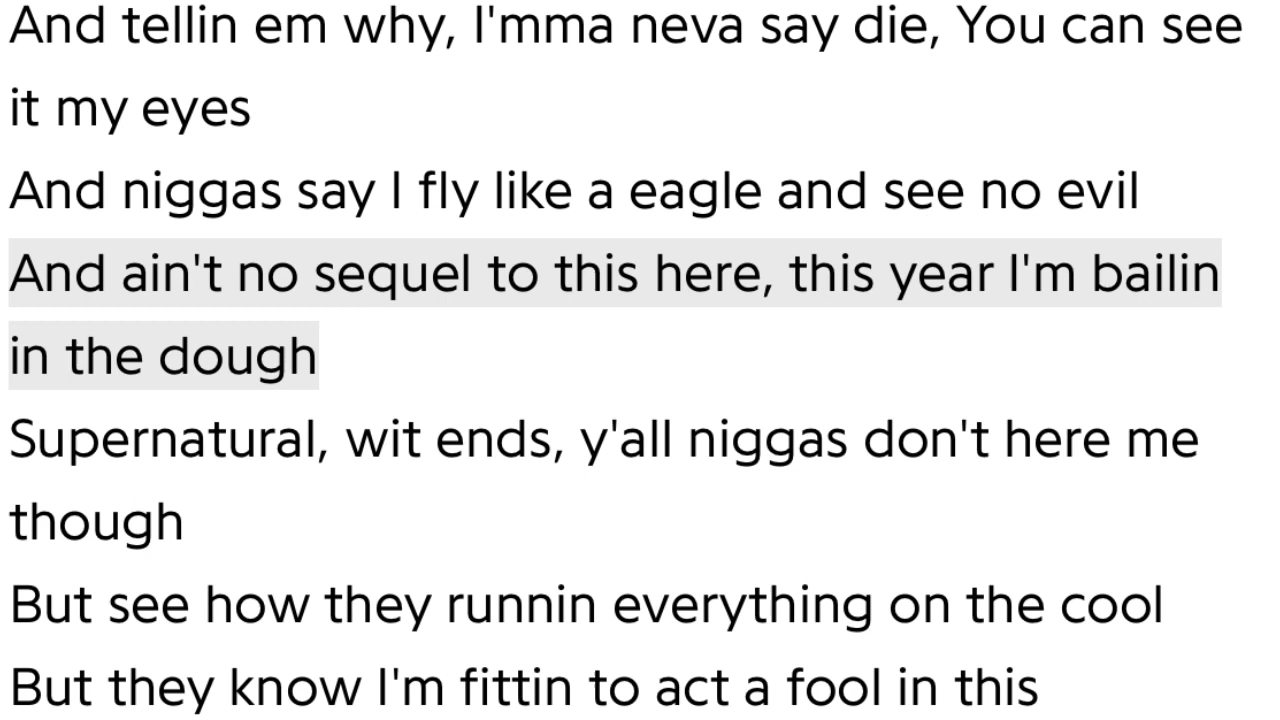 And tellin em why, I'mma neva say die, You can see
it my eyes
And niggas say I fly like a eagle and see no evil
And ain't no sequel to this here, this year I'm bailin
in the dough
Supernatural, wit ends, y'all niggas don't here me
though
But see how they runnin everything on the cool
But they know I'm fittin to act a fool in this